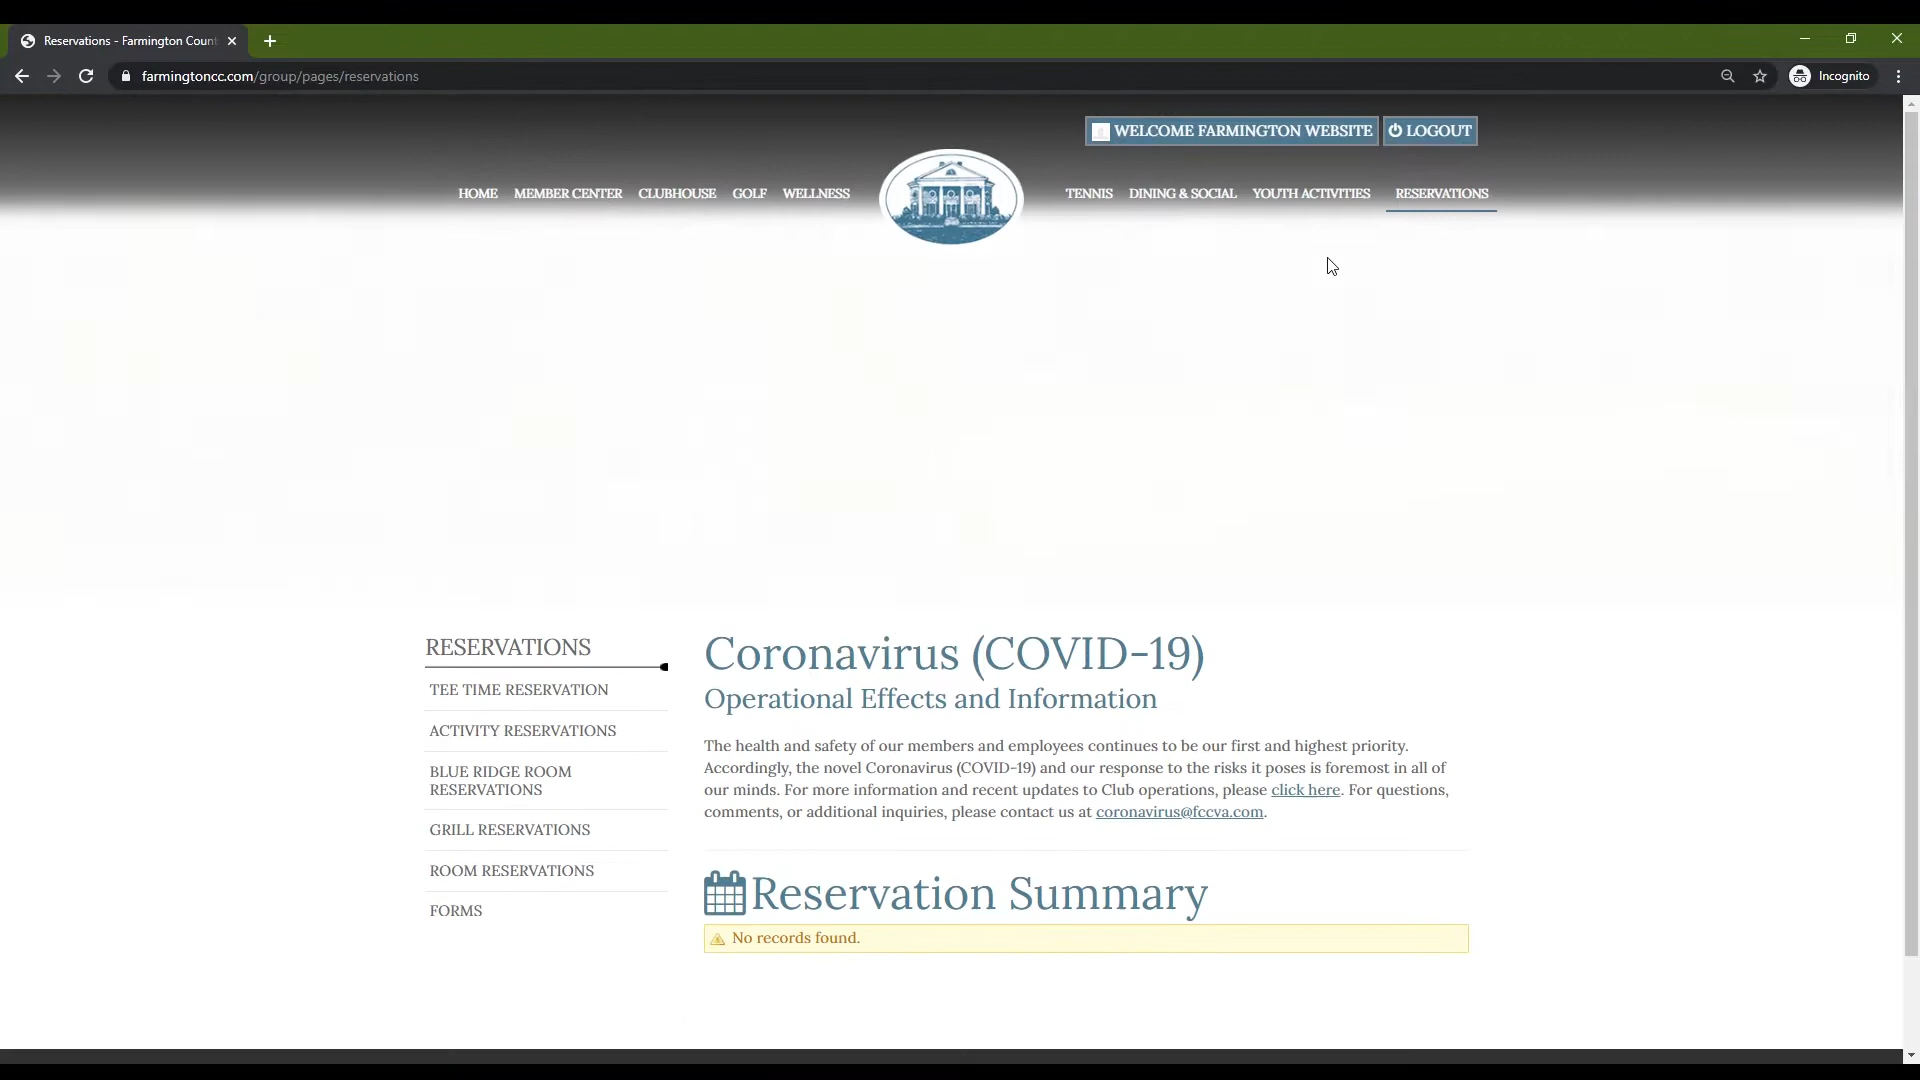 Reservations - Farmington Count
farmingtoncc.com/group/pages/reservations
Incognito
WELCOME FARMINGTON WEBSITE
LOGOUT
HOME MEMBER CENTER CLUBHOUSE GOLF WELLNESS TENNIS DINING & SOCIAL YOUTH ACTIVITIES RESERVATIONS
RESERVATIONS
TEE TIME RESERVATION
ACTIVITY RESERVATIONS
BLUE RIDGE ROOM
RESERVATIONS
GRILL RESERVATIONS
ROOM RESERVATIONS
FORMS
Coronavirus (COVID-19)
Operational Effects and Information
The health and safety of our members and employees continues to be our first and highest priority.
Accordingly, the novel Coronavirus (COVID-19) and our response to the risks it poses is foremost in all of
our minds. For more information and recent updates to Club operations, please click here. For questions,
comments, or additional inquiries, please contact us at coronavirus@fccva.com.
Reservation Summary
No records found.